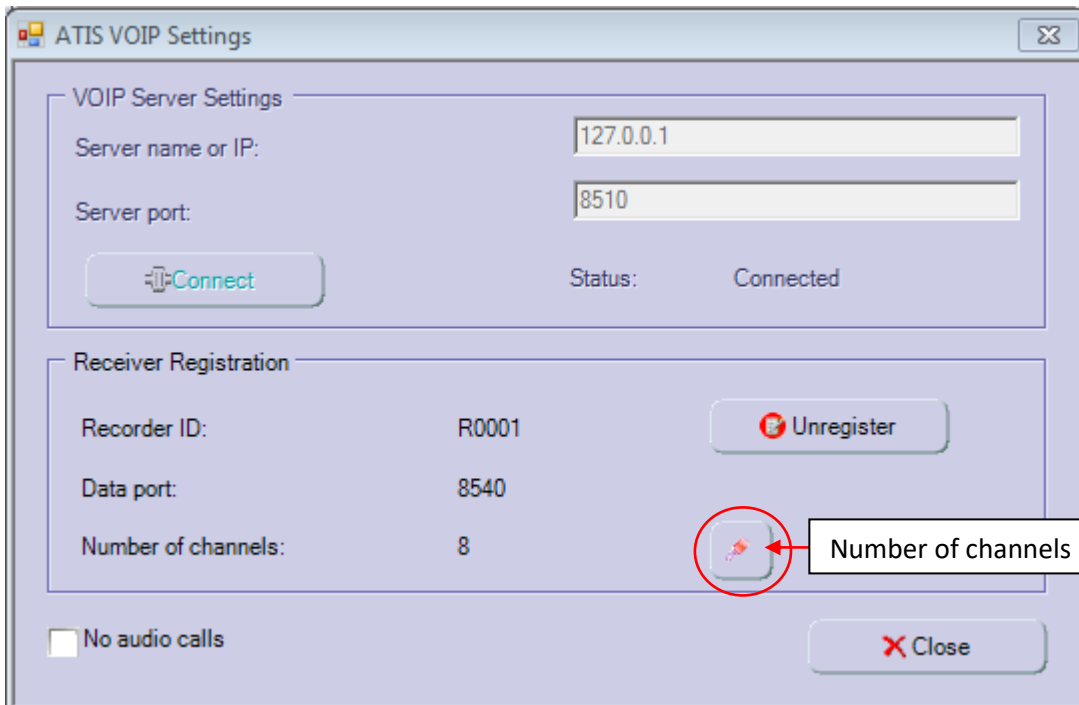 ATIS VOIP Settings
VOIP Server Settings
Server name or IP: 127.0.0.1
Server port: 8510
Connect Status: Connected
Receiver Registration
Recorder ID: R0001 Unregister
Data port: 8540
Number of channels: 8 Number of channels
No audio calls Close